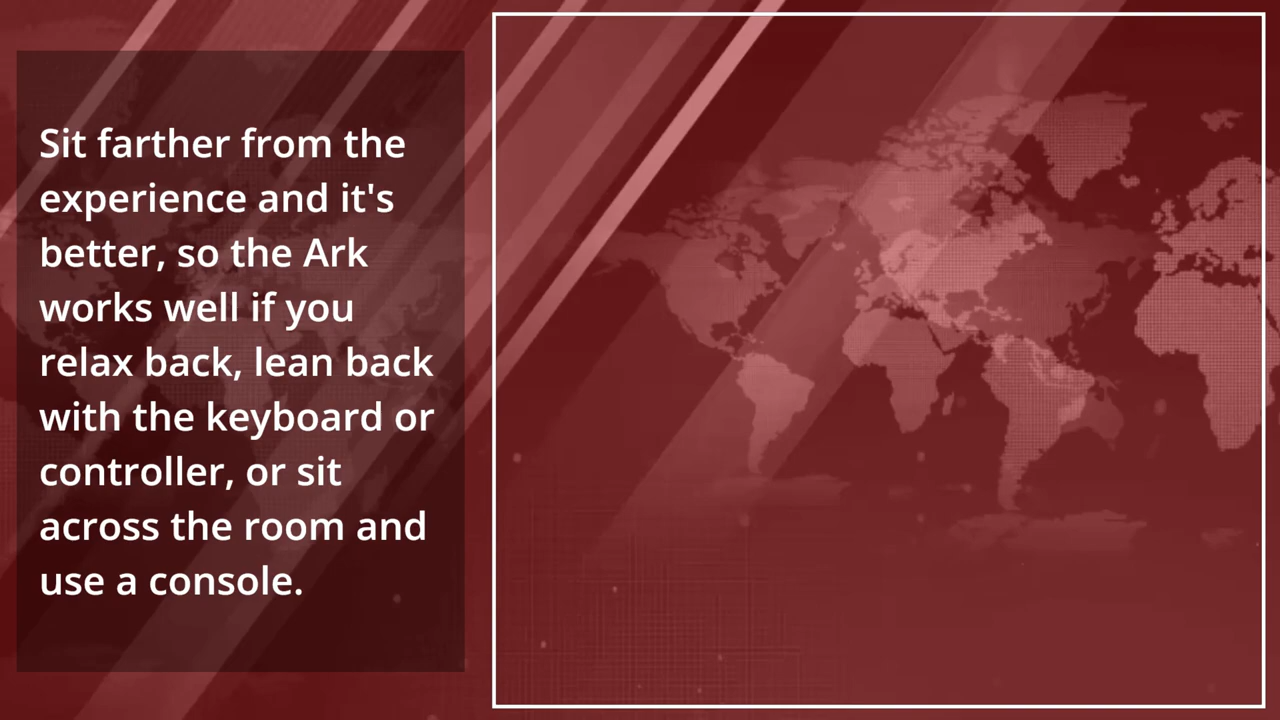 Sit farther from the
experience and it's
better, so the Ark
works well if you
relax back, lean back
with the keyboard or
controller, or sit
across the room and
use a console.